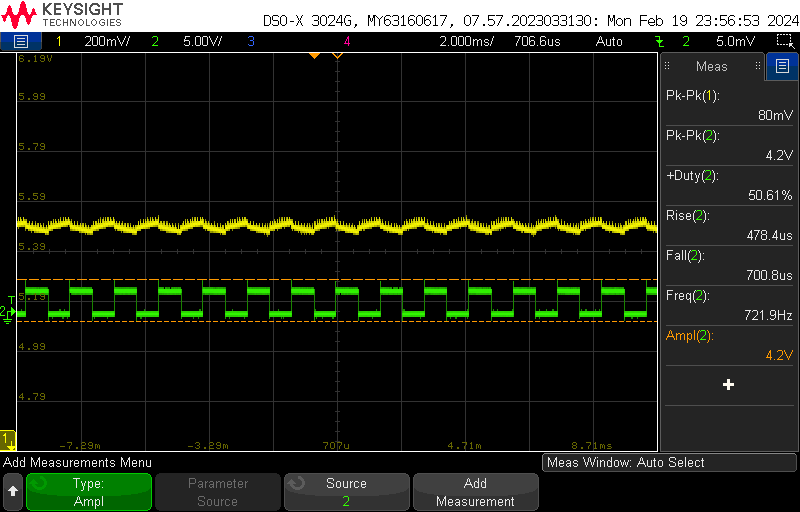 KEYSIGHT
TECHNOLOGIES
DSO-X 3024G, MY63160617, 07.57.2023033130: Mon Feb 19 23:56:53 2024
1 200mV/ 2 5.00V/ 3 4 2.000ms/ 706.6us Auto 2 5.0mV
6.19V
5.99
5.79
5.59
5.39
5.19
4.99
4.79
T
2
1
-7.29m -3.29m 707u 4.71m 8.71ms
Meas
Pk-Pk(1):
80mV
Pk-Pk(2):
4.2V
+Duty(2):
50.61%
Rise(2):
478.4us
Fall(2):
700.8us
Freq(2):
721.9Hz
Ampl(2):
4.2V
Add Measurements Menu
Meas Window: Auto Select
Type:
Ampl
Parameter
Source
Source
2
Add
Measurement